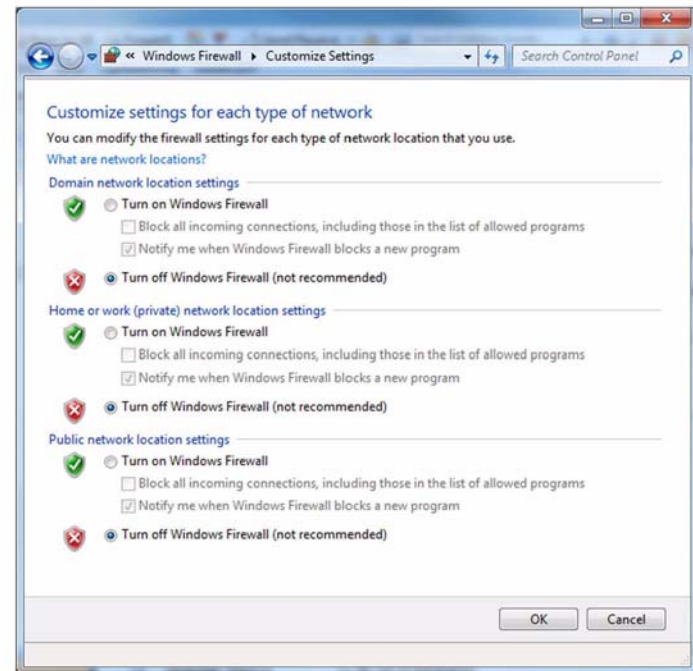 « Windows Firewall ▸ Customize Settings
Search Control Panel
Customize settings for each type of network
You can modify the firewall settings for each type of network location that you use.
What are network locations?
Domain network location settings
Turn on Windows Firewall
Block all incoming connections, including those in the list of allowed programs
Notify me when Windows Firewall blocks a new program
Turn off Windows Firewall (not recommended)
Home or work (private) network location settings
Turn on Windows Firewall
Block all incoming connections, including those in the list of allowed programs
Notify me when Windows Firewall blocks a new program
Turn off Windows Firewall (not recommended)
Public network location settings
Turn on Windows Firewall
Block all incoming connections, including those in the list of allowed programs
Notify me when Windows Firewall blocks a new program
Turn off Windows Firewall (not recommended)
OK
Cancel